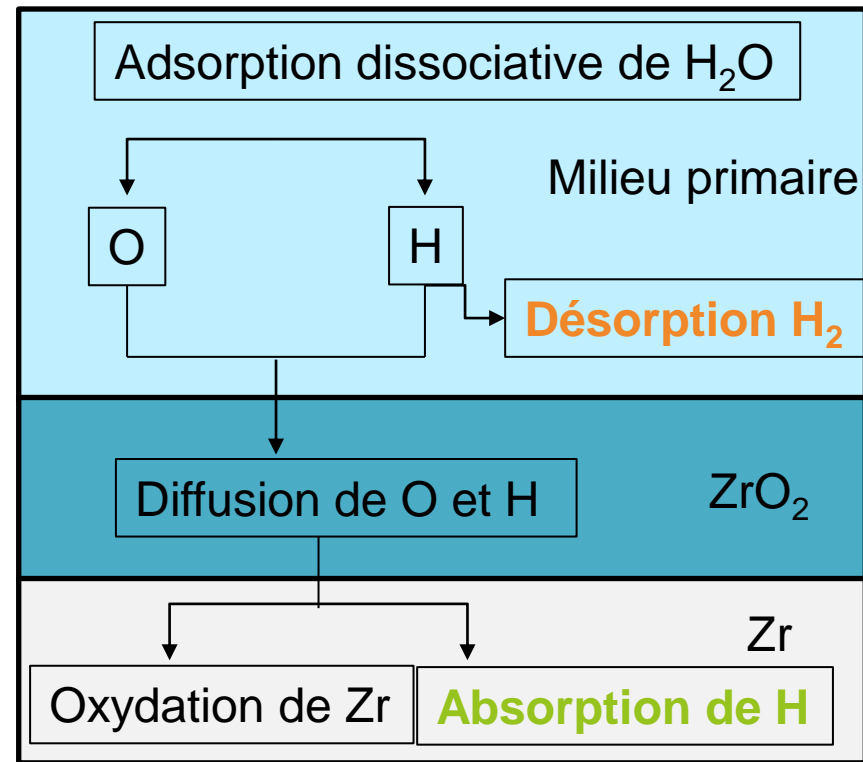 Adsorption dissociative de H₂O
Milieu primaire
O
H
Désorption H₂
Diffusion de O et H
ZrO₂
Zr
Oxydation de Zr
Absorption de H